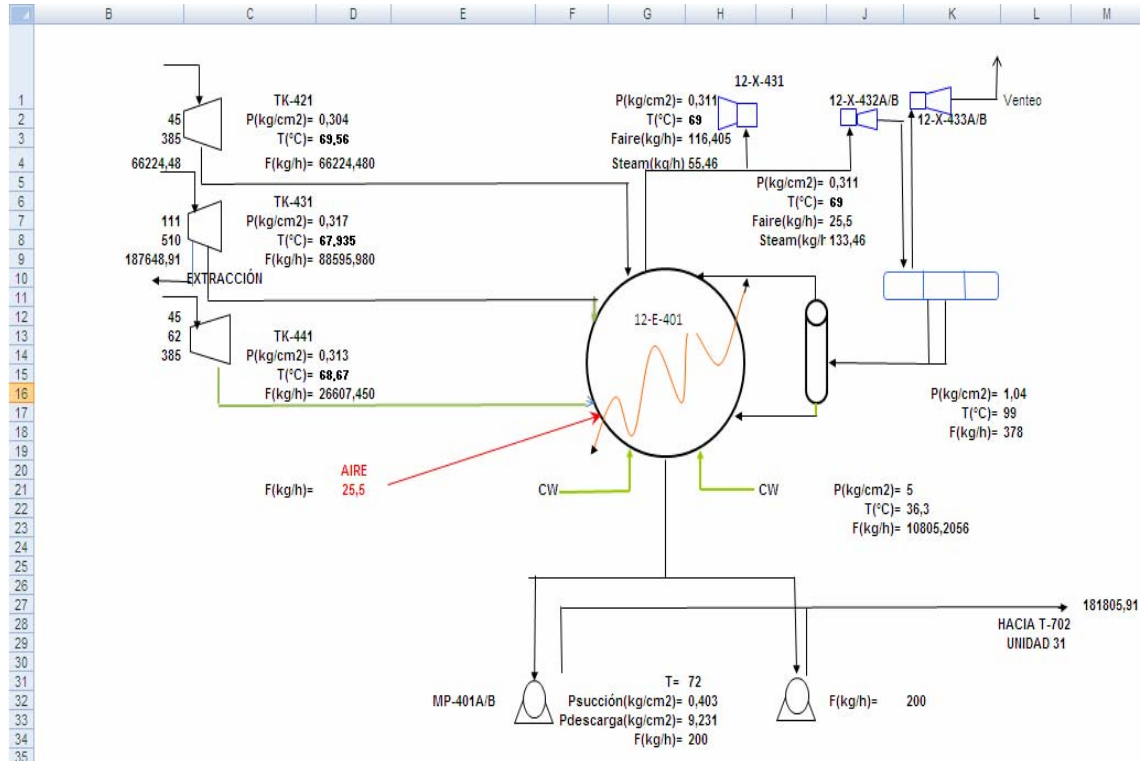 B C D E F G H I J K L M
1 2 3 4 5 6 7 8 9 10 11 12 13 14 15 16 17 18 19 20 21 22 23 24 25 26 27 28 29 30 31 32 33 34 35
TK-421
45 P(kg/cm2)= 0,304
385 T(°C)= 69,56
66224,48 F(kg/h)= 66224,480
TK-431
111 P(kg/cm2)= 0,317
510 T(°C)= 67,935
187648,91 F(kg/h)= 88595,980
EXTRACCIÓN
45
62 TK-441
385 P(kg/cm2)= 0,313
T(°C)= 68,67
F(kg/h)= 26607,450
12-X-431
P(kg/cm2)= 0,311
T(°C)= 69
Faire(kg/h)= 116,405
Steam(kg/h) 55,46
12-X-432A/B
12-X-433A/B
Venteo
P(kg/cm2)= 0,311
T(°C)= 69
Faire(kg/h)= 25,5
Steam(kg/h 133,46
12-E-401
P(kg/cm2)= 1,04
T(°C)= 99
F(kg/h)= 378
AIRE
F(kg/h)= 25,5
CW
CW
P(kg/cm2)= 5
T(°C)= 36,3
F(kg/h)= 10805,2056
181805,91
HACIA T-702
UNIDAD 31
MP-401A/B
T= 72
Psucción(kg/cm2)= 0,403
Pdescarga(kg/cm2)= 9,231
F(kg/h)= 200
F(kg/h)= 200